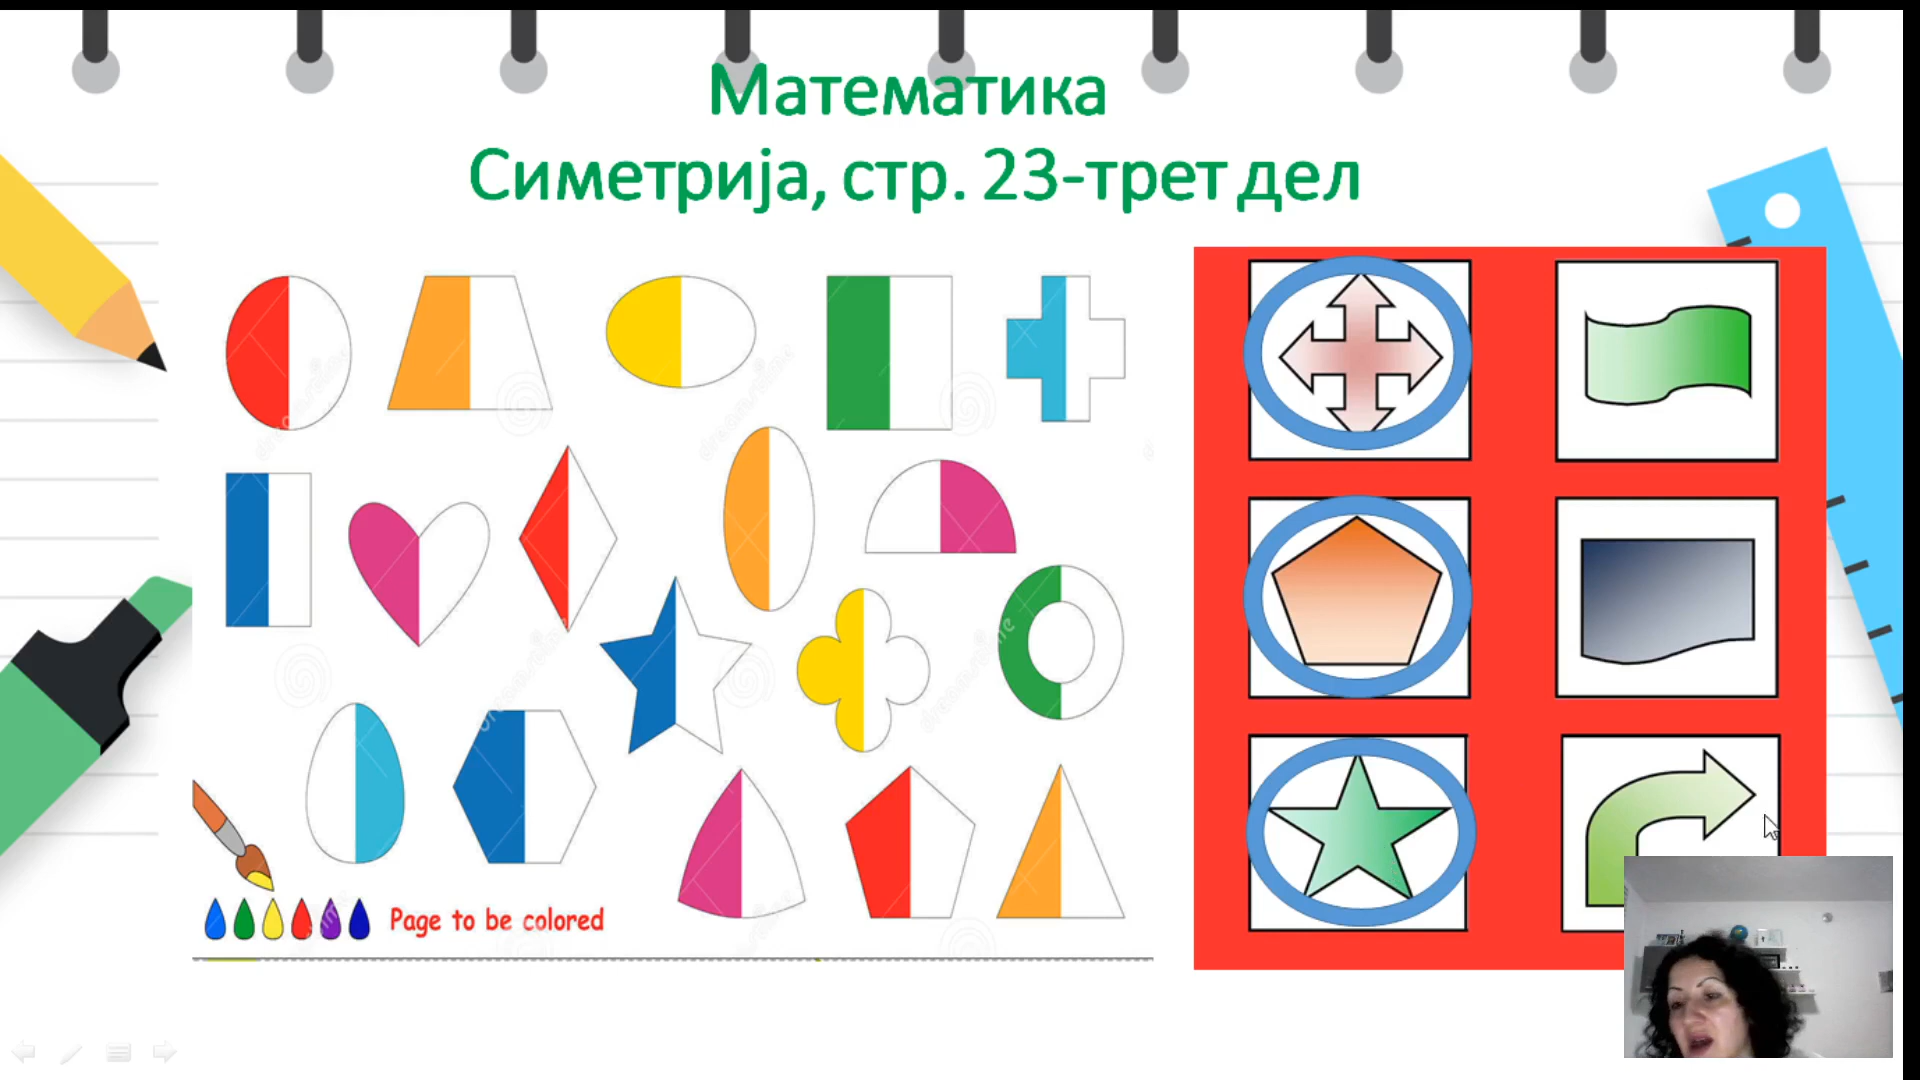 Математика
Симетрија, стр. 23-трет дел
Page to be colored